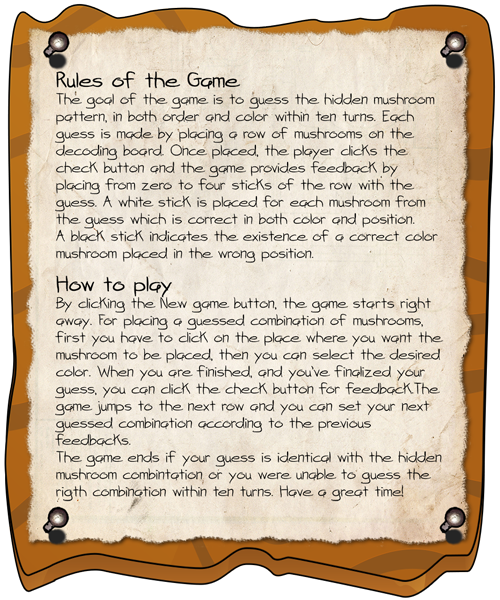 Rules of the Game
The goal of the game is to guess the hidden mushroom
pattern, in both order and color within ten turns. Each
guess is made by placing a row of mushrooms on the
decoding board. Once placed, the player clicks the
check button and the game provides feedback by
placing from zero to four sticks of the row with the
guess. A white stick is placed for each mushroom from
the guess which is correct in both color and position.
A black stick indicates the existence of a correct color
mushroom placed in the wrong position.
How to play
By clicking the New game button, the game starts right
away. For placing a guessed combination of mushrooms,
first you have to click on the place where you want the
mushroom to be placed, then you can select the desired
color. When you are finished, and you've finalized your
guess, you can click the check button for feedback.The
game jumps to the next row and you can set your next
guessed combination according to the previous
feedbacks.
The game ends if your guess is identical with the hidden
mushroom combintation or you were unable to guess the
rigth combination within ten turns. Have a great time!